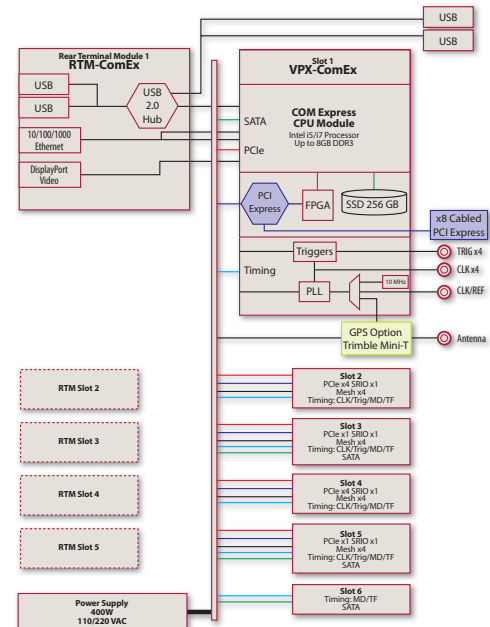 USB
USB
Rear Terminal Module 1
RTM-ComEx
USB
USB
USB
2.0
Hub
10/100/1000
Ethernet
DisplayPort
Video
Slot 1
VPX-ComEx
COM Express
CPU Module
Intel i5/i7 Processor
Up to 8GB DDR3
SATA
PCIe
PCI
Express
FPGA
SSD 256 GB
x8 Cabled
PCI Express
Triggers
TRIG x4
Timing
CLK x4
PLL
10 MHz
CLK/REF
GPS Option
Trimble Mini-T
Antenna
RTM Slot 2
Slot 2
PCIe x4 SRIO x1
Mesh x4
Timing: CLK/Trig/MD/TF
RTM Slot 3
Slot 3
PCIe x1 SRIO x1
Mesh x4
Timing: CLK/Trig/MD/TF
SATA
RTM Slot 4
Slot 4
PCIe x4 SRIO x1
Mesh x4
Timing: CLK/Trig/MD/TF
RTM Slot 5
Slot 5
PCIe x1 SRIO x1
Mesh x4
Timing: CLK/Trig/MD/TF
SATA
Slot 6
Timing: MD/TF
SATA
Power Supply
400W
110/220 VAC